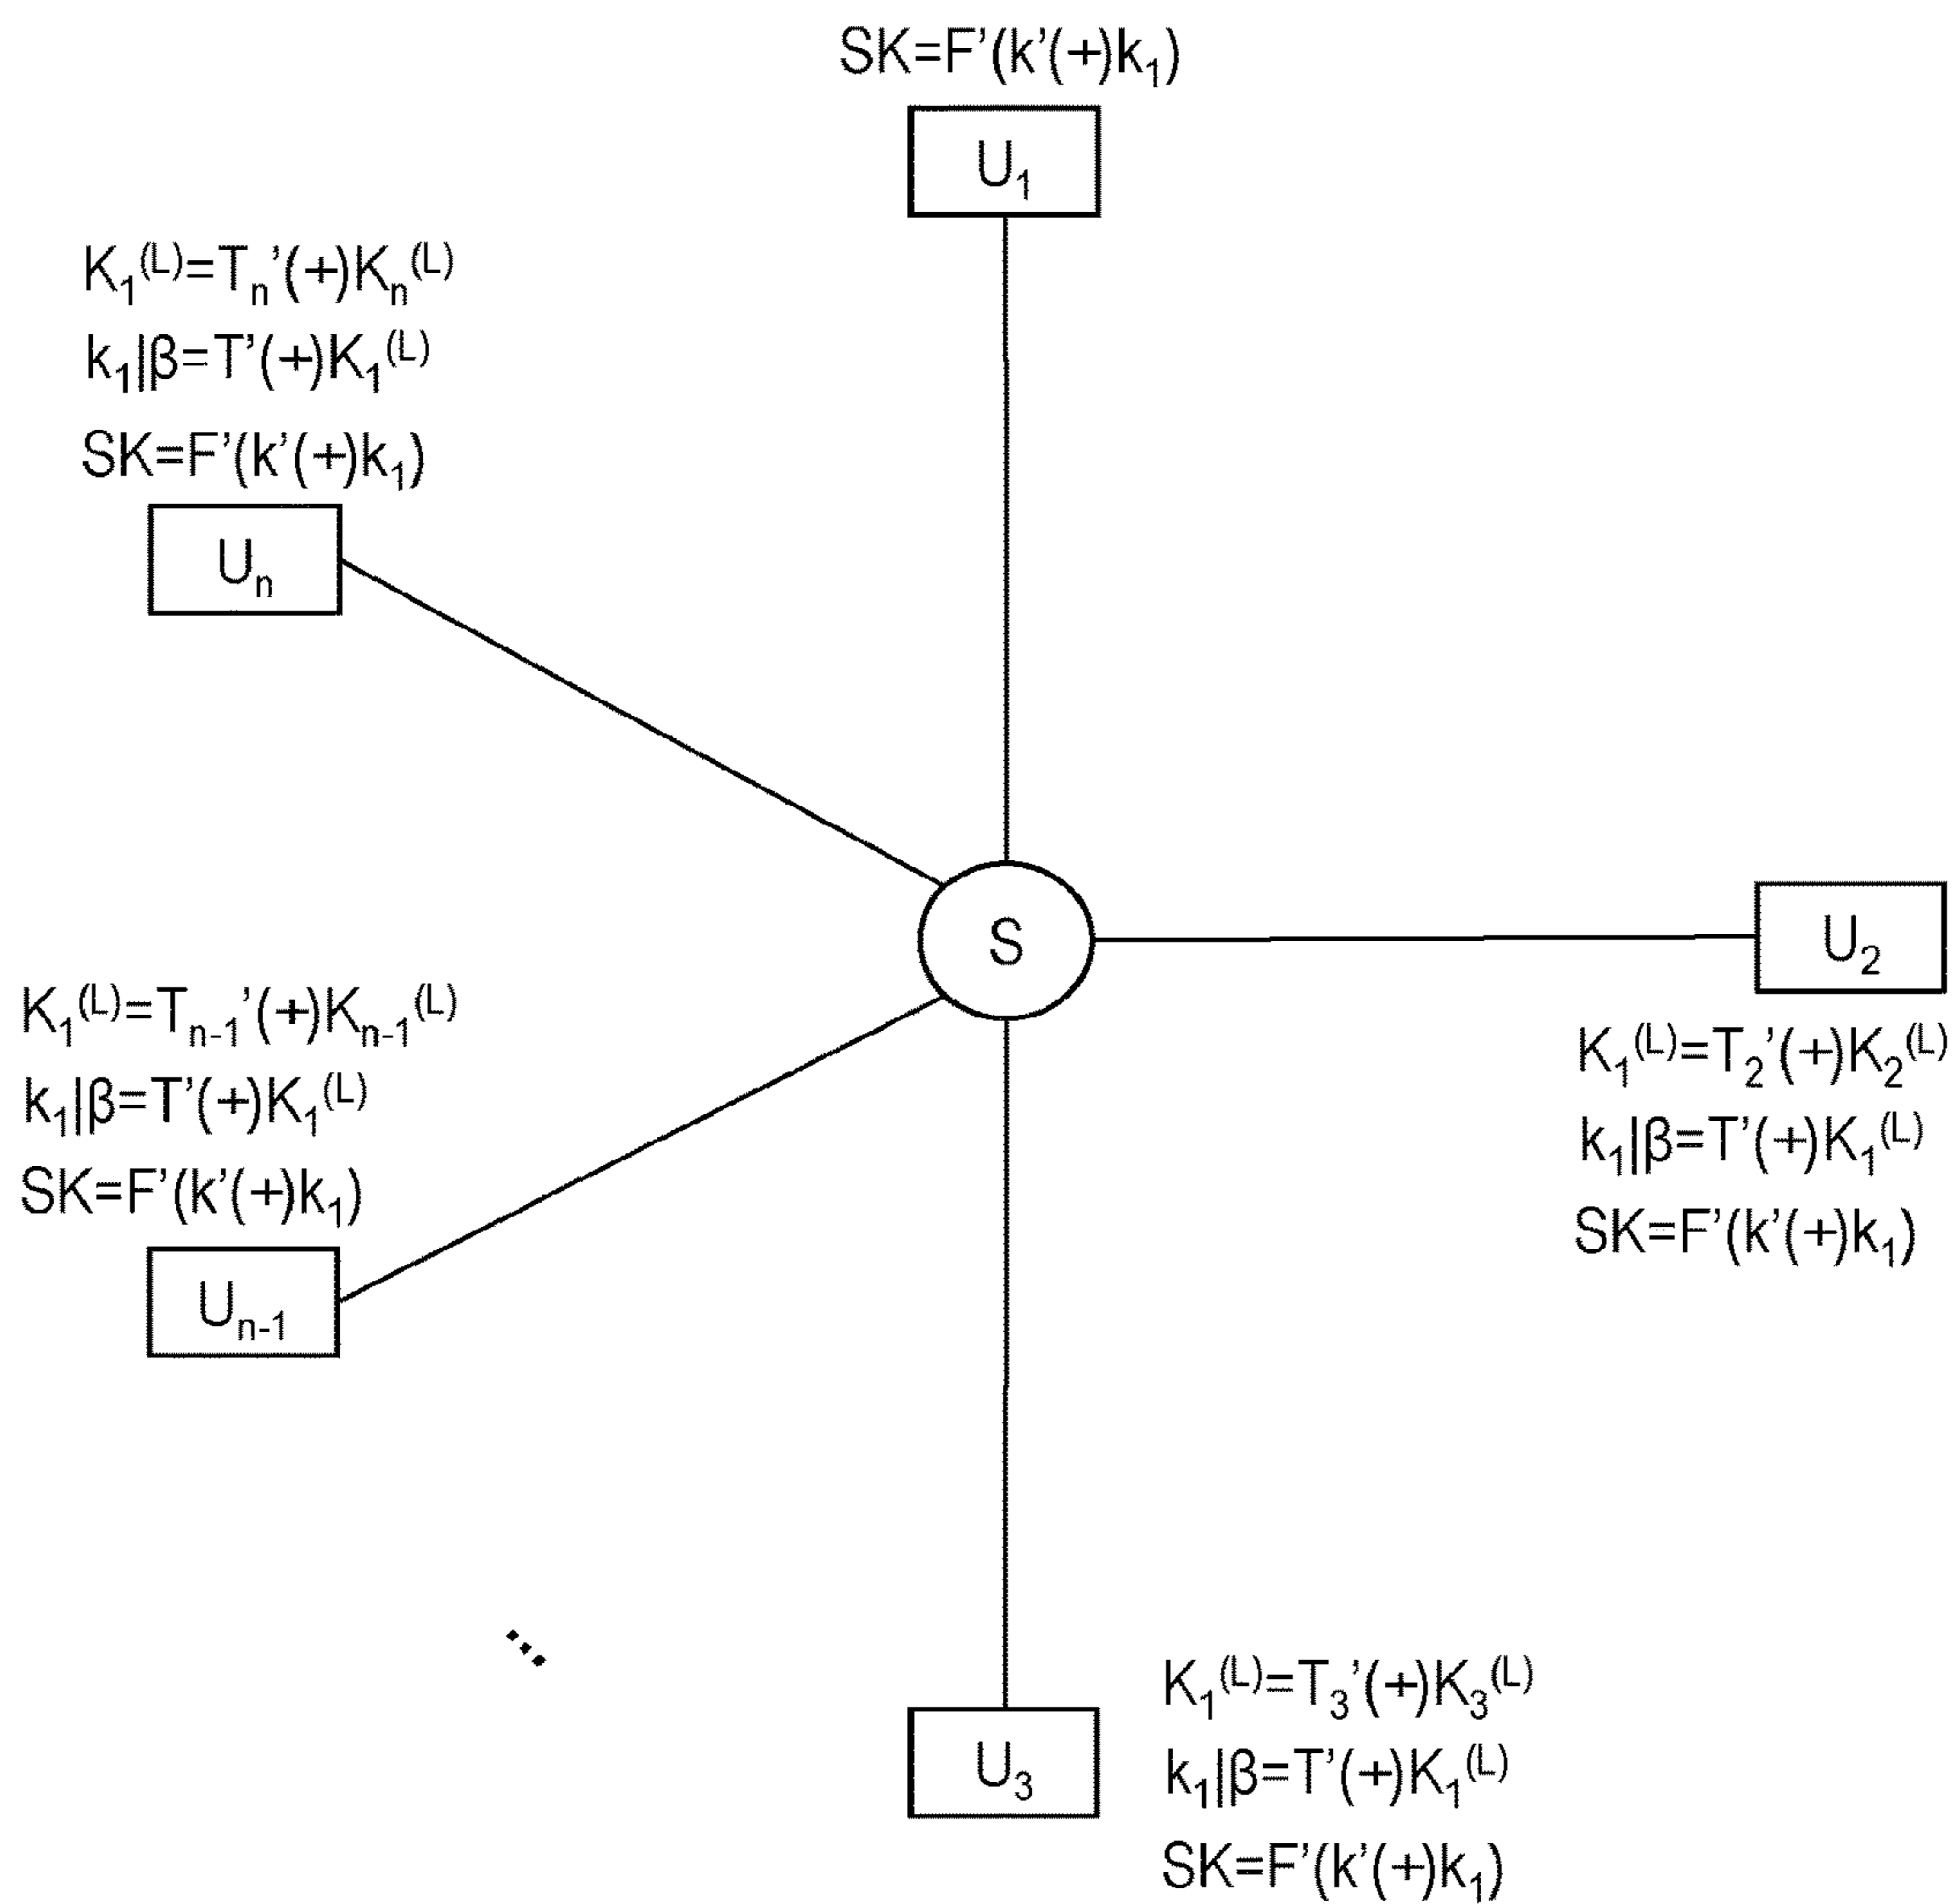 SK=F’(k’(+)k₁)
U₁
K₁⁽ᴸ⁾=Tₙ’(+)Kₙ⁽ᴸ⁾
k₁|β=T’(+)K₁⁽ᴸ⁾
SK=F’(k’(+)k₁)
Uₙ
S
U₂
K₁⁽ᴸ⁾=T₂’(+)K₂⁽ᴸ⁾
k₁|β=T’(+)K₁⁽ᴸ⁾
SK=F’(k’(+)k₁)
K₁⁽ᴸ⁾=Tₙ₋₁’(+)Kₙ₋₁⁽ᴸ⁾
k₁|β=T’(+)K₁⁽ᴸ⁾
SK=F’(k’(+)k₁)
Uₙ₋₁
...
U₃
K₁⁽ᴸ⁾=T₃’(+)K₃⁽ᴸ⁾
k₁|β=T’(+)K₁⁽ᴸ⁾
SK=F’(k’(+)k₁)